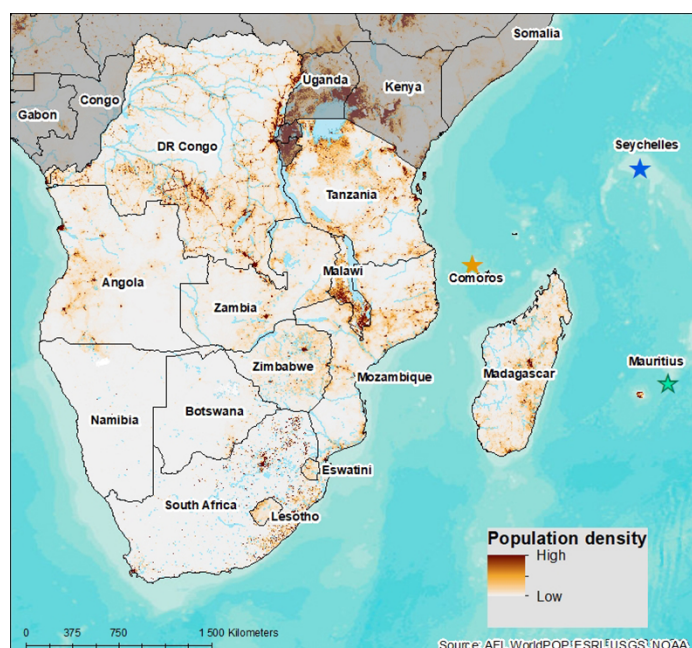 Somalia
Uganda
Kenya
Congo
Gabon
Seychelles
DR Congo
Tanzania
Comoros
Malawi
Angola
Zambia
Mauritius
Zimbabwe
Madagascar
Mozambique
Botswana
Namibia
Eswatini
South Africa
Lesotho
Population density
High
Low
0 375 750 1 500 Kilometers
Source: AFI, WorldPOP, ESRI, USGS, NOAA